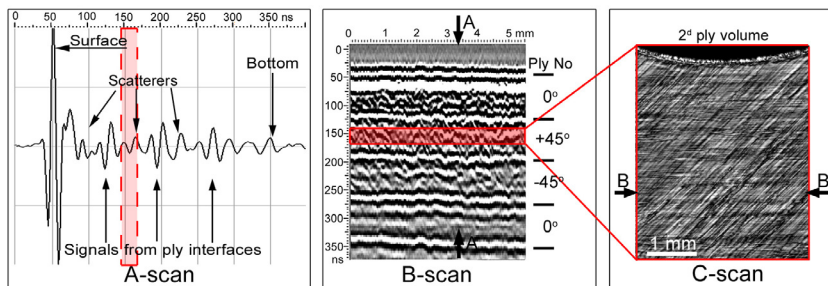 0 50 100 150 200 250 300 350 ns
Surface
Scatterers
Bottom
Signals from ply interfaces
A-scan
A
0 1 2 3 4 5 mm
0
50
100
150
200
250
300
350
ns
Ply No
0°
+45°
-45°
0°
A
B-scan
2ᵈ ply volume
B
B
1 mm
C-scan